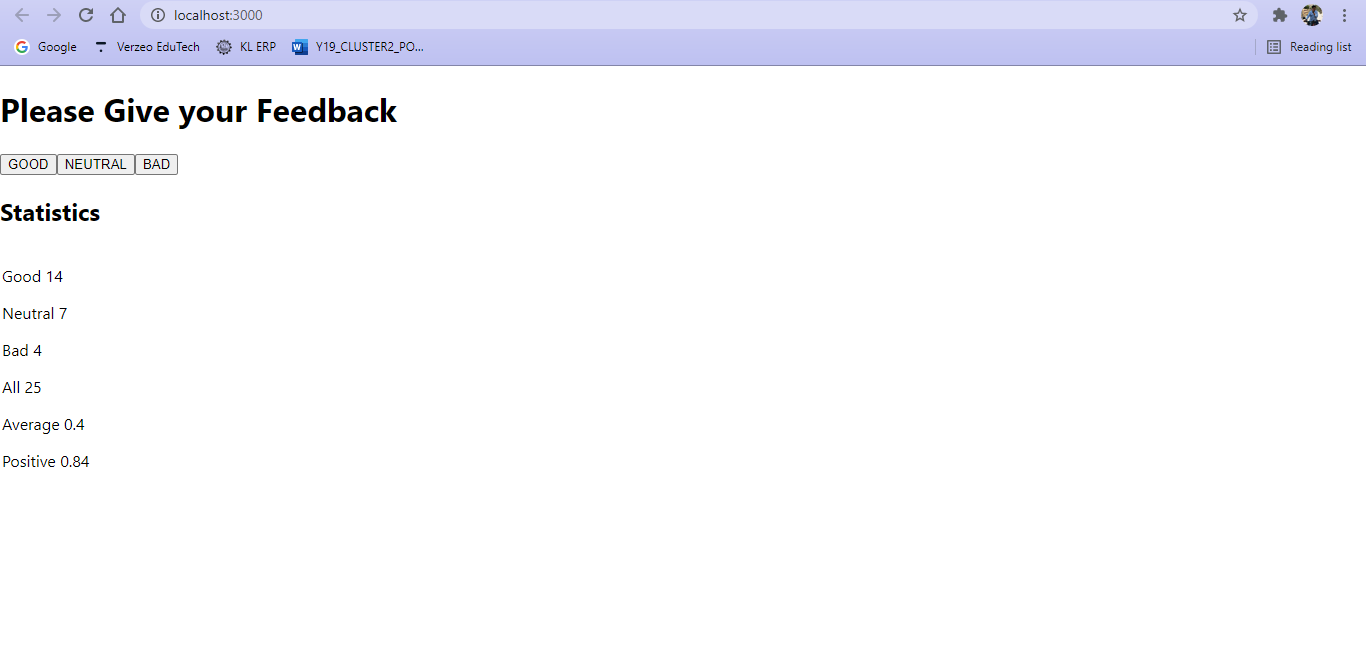 localhost:3000
Google Verzeo EduTech KL ERP Y19_CLUSTER2_PO... Reading list
Please Give your Feedback
GOOD NEUTRAL BAD
Statistics
Good 14
Neutral 7
Bad 4
All 25
Average 0.4
Positive 0.84